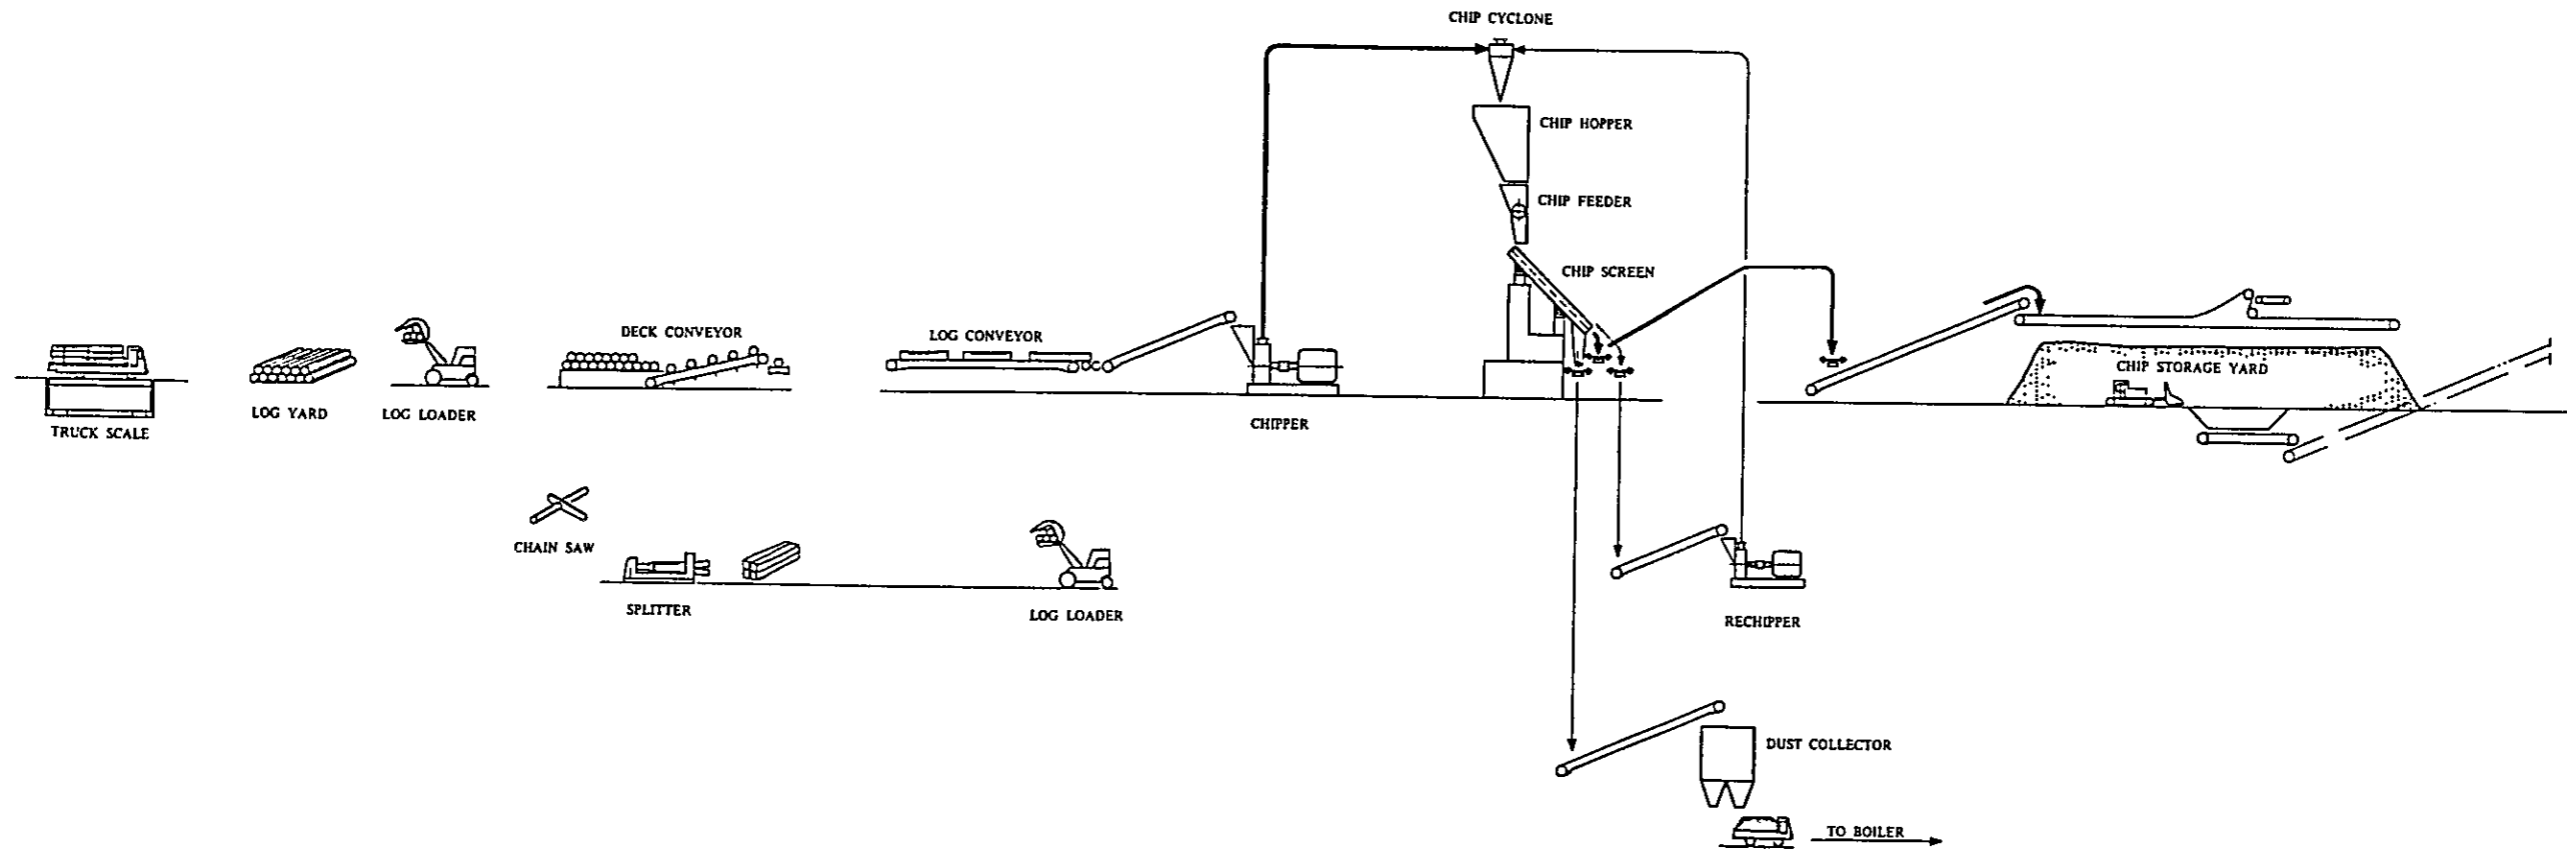 CHIP CYCLONE
CHIP HOPPER
CHIP FEEDER
CHIP SCREEN
DECK CONVEYOR
LOG CONVEYOR
CHIP STORAGE YARD
LOG YARD
LOG LOADER
TRUCK SCALE
CHIPPER
CHAIN SAW
SPLITTER
LOG LOADER
RECHIPPER
DUST COLLECTOR
TO BOILER